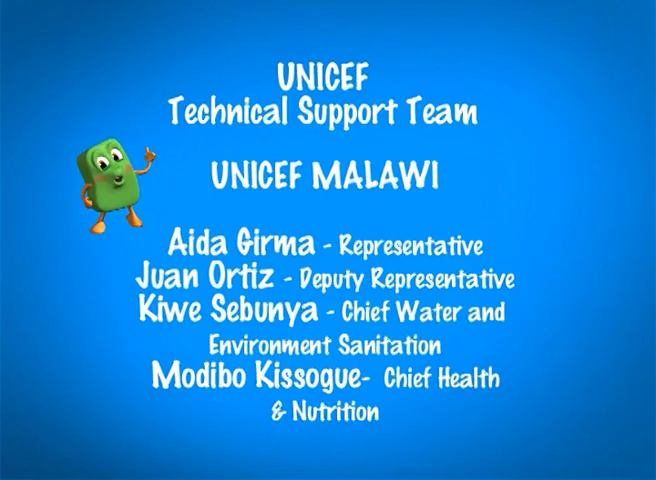 UNICEF
Technical Support Team
UNICEF MALAWI
Aida Girma - Representative
Juan Ortiz - Deputy Representative
Kiwe Sebunya - Chief Water and
Environment Sanitation
Modibo Kissogue- Chief Health
& Nutrition